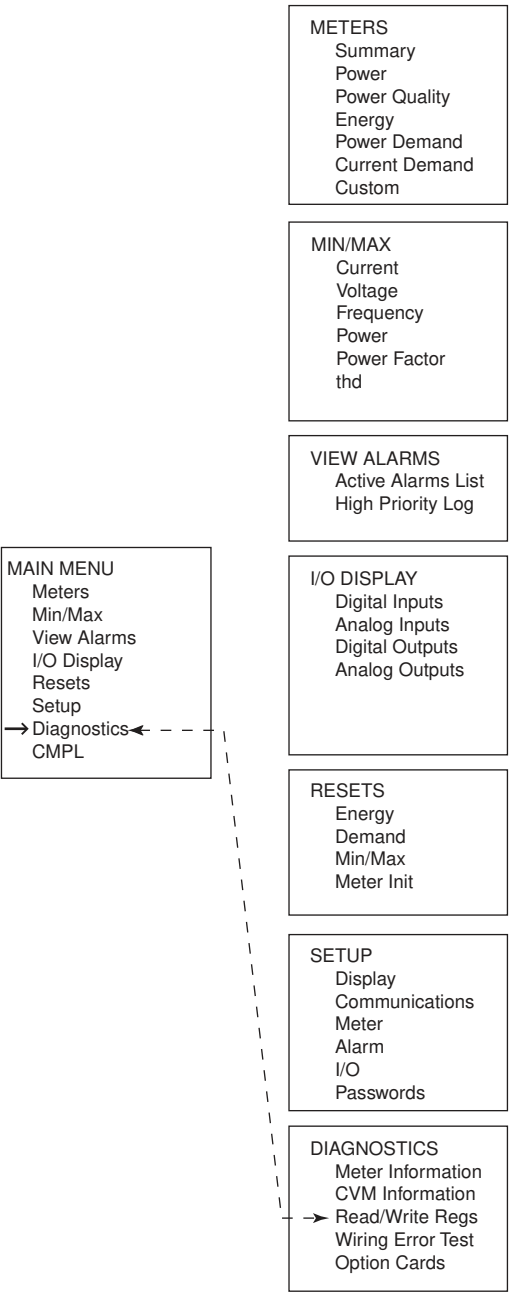 METERS
Summary
Power
Power Quality
Energy
Power Demand
Current Demand
Custom
MIN/MAX
Current
Voltage
Frequency
Power
Power Factor
thd
VIEW ALARMS
Active Alarms List
High Priority Log
MAIN MENU
Meters
Min/Max
View Alarms
I/O Display
Resets
Setup
Diagnostics
CMPL
I/O DISPLAY
Digital Inputs
Analog Inputs
Digital Outputs
Analog Outputs
RESETS
Energy
Demand
Min/Max
Meter Init
SETUP
Display
Communications
Meter
Alarm
I/O
Passwords
DIAGNOSTICS
Meter Information
CVM Information
Read/Write Regs
Wiring Error Test
Option Cards